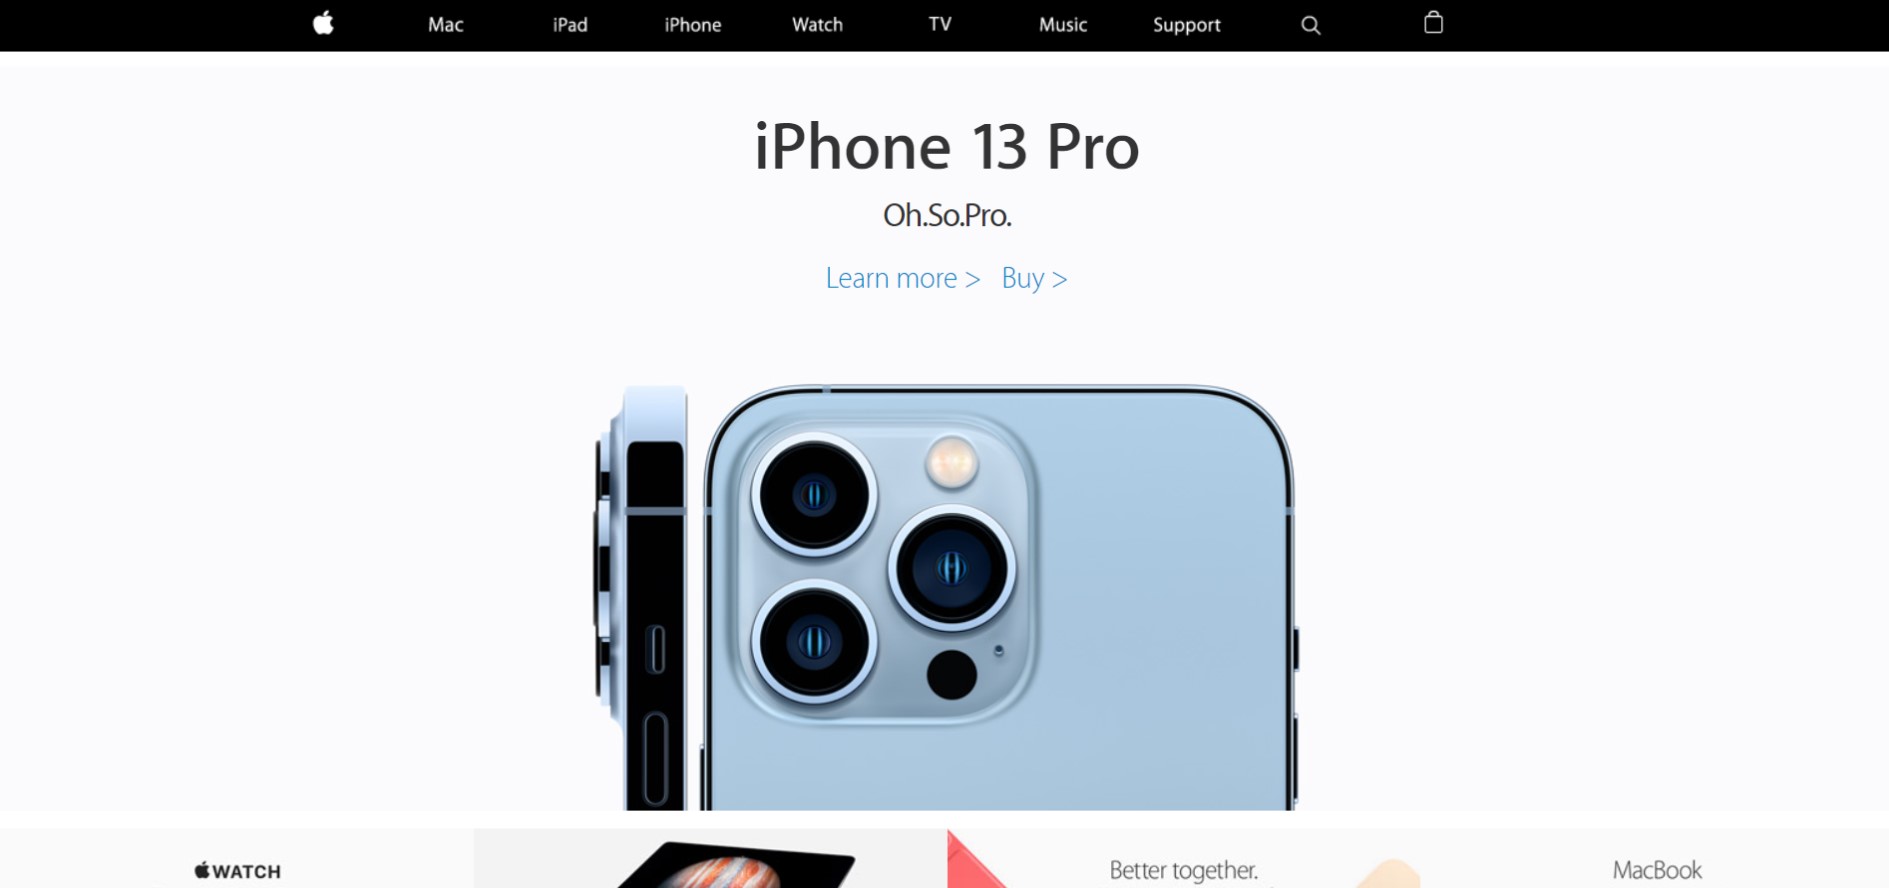 Mac iPad iPhone Watch TV Music Support
iPhone 13 Pro
Oh.So.Pro.
Learn more > Buy >
WATCH
Better together.
MacBook